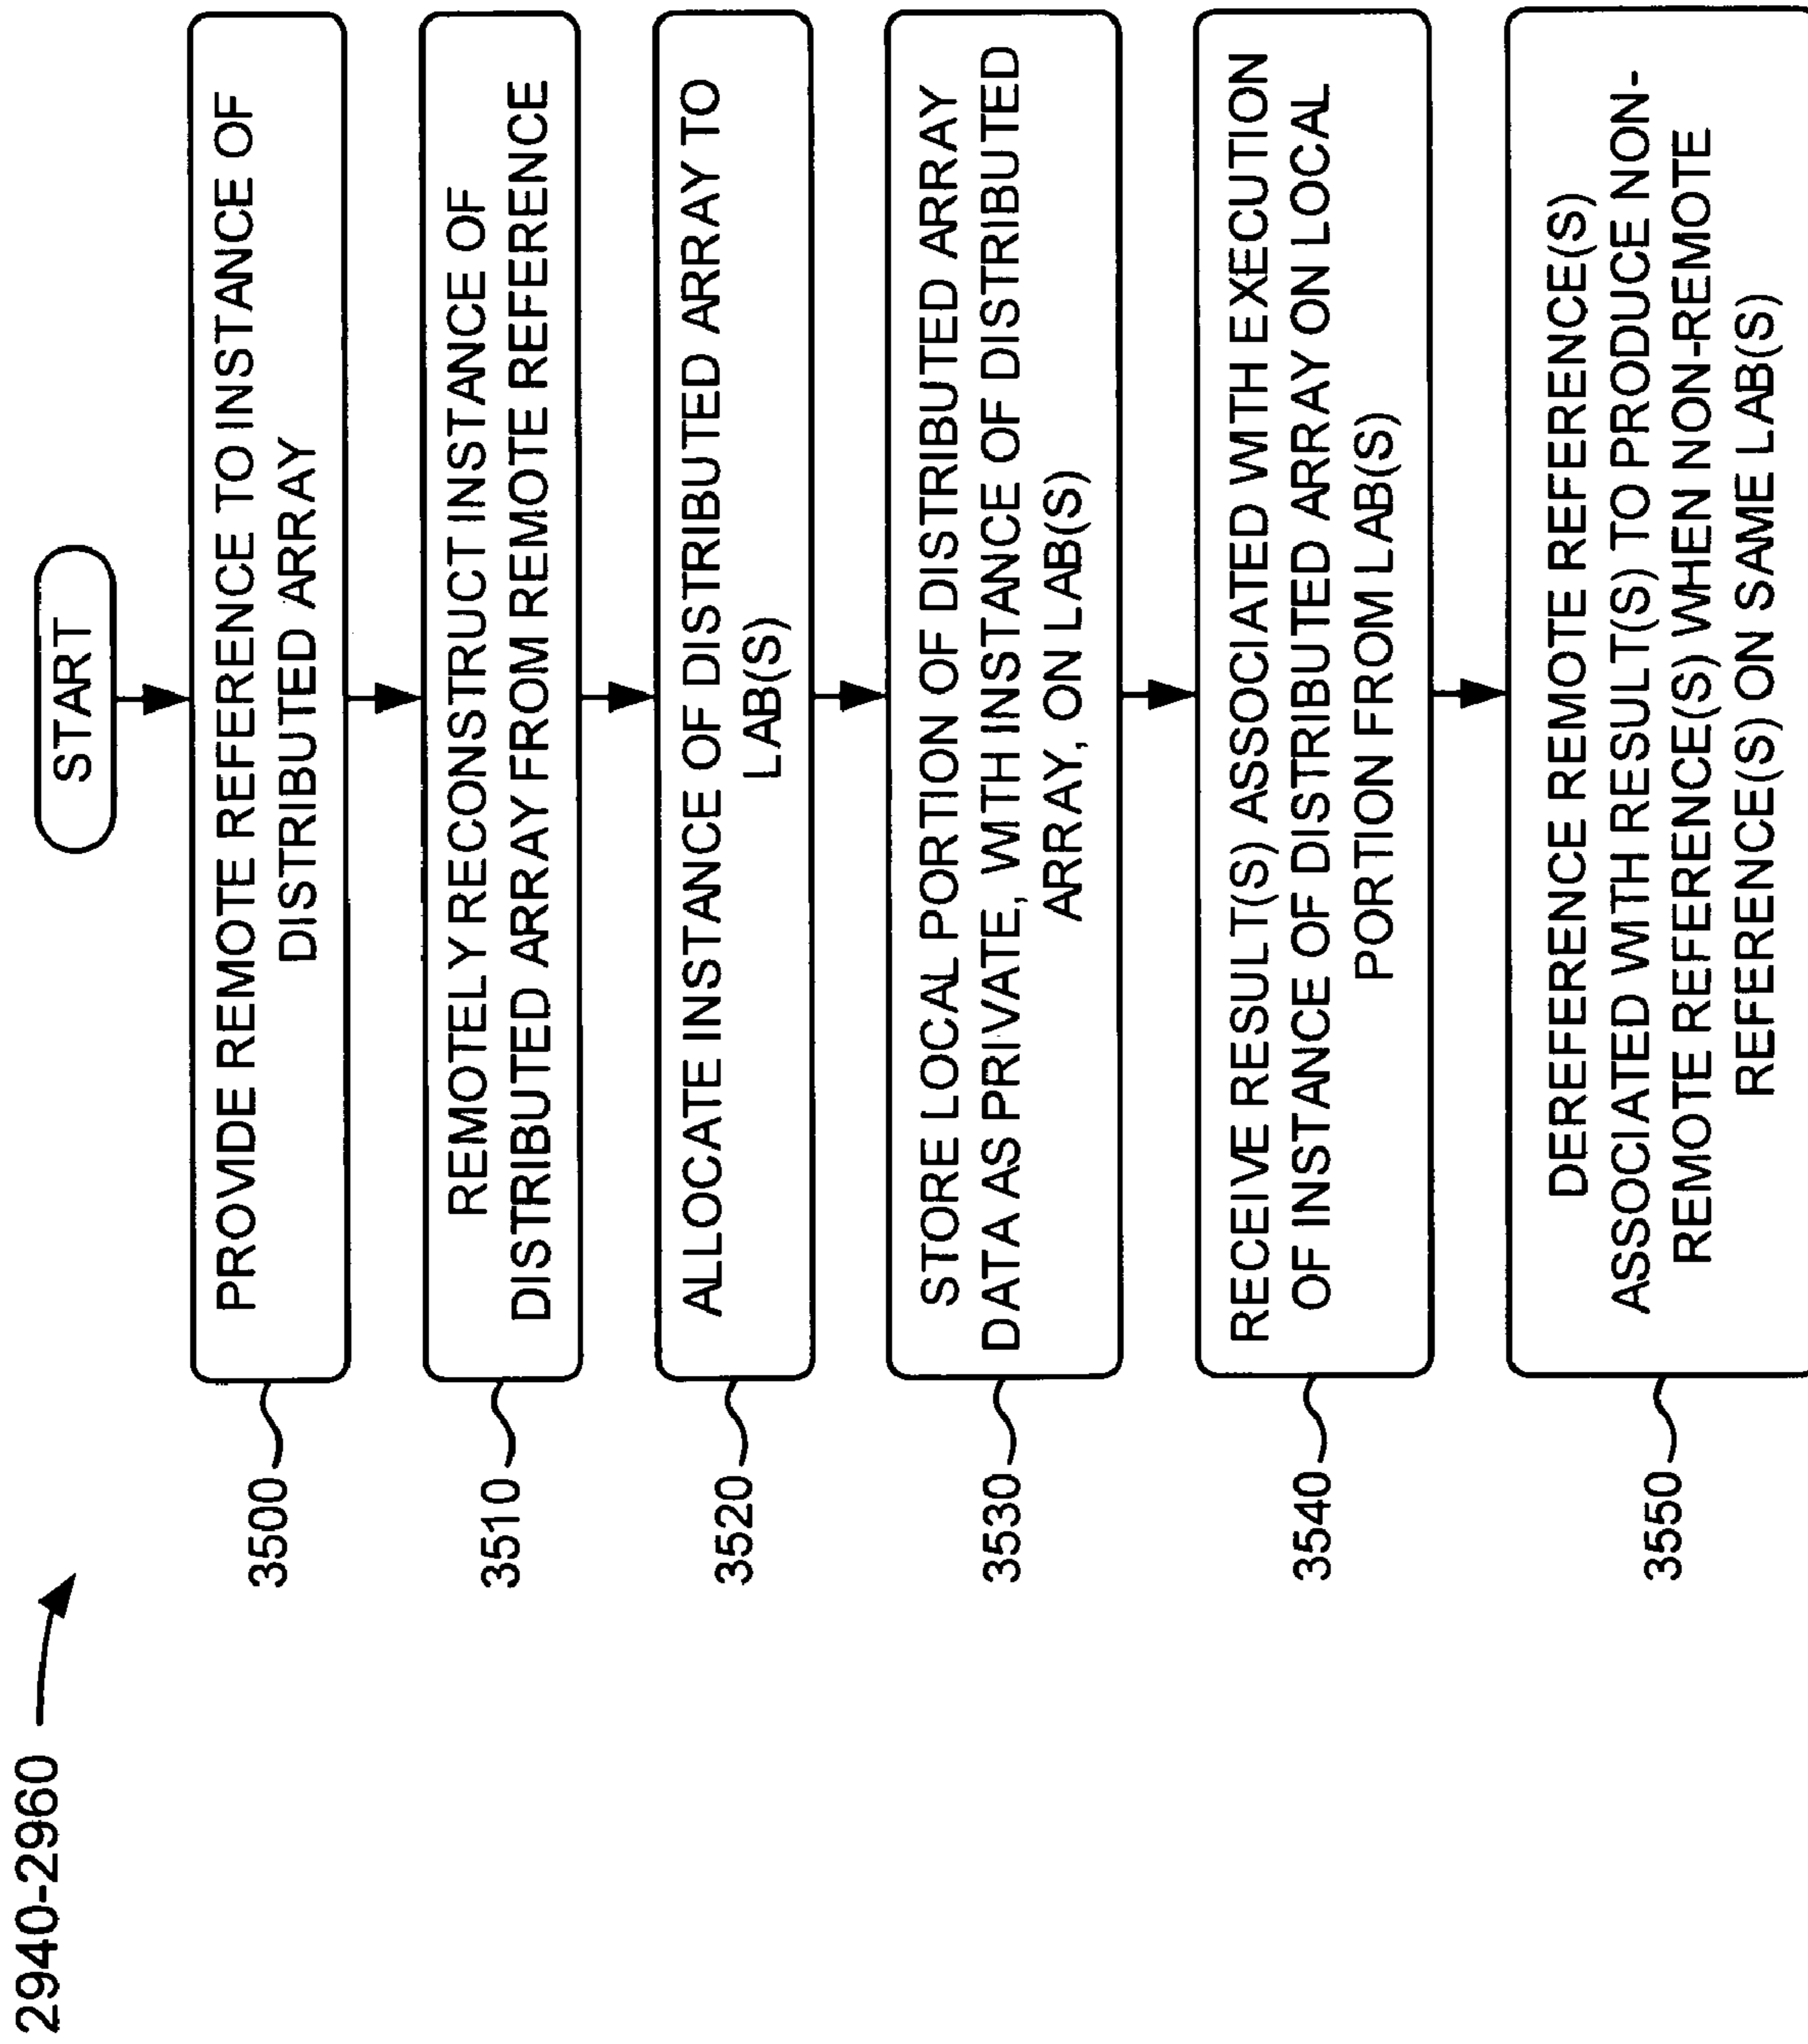 2940-2960
START
3500
PROVIDE REMOTE REFERENCE TO INSTANCE OF
DISTRIBUTED ARRAY
3510
REMOTELY RECONSTRUCT INSTANCE OF
DISTRIBUTED ARRAY FROM REMOTE REFERENCE
3520
ALLOCATE INSTANCE OF DISTRIBUTED ARRAY TO
LAB(S)
3530
STORE LOCAL PORTION OF DISTRIBUTED ARRAY
DATA AS PRIVATE, WITH INSTANCE OF DISTRIBUTED
ARRAY, ON LAB(S)
3540
RECEIVE RESULT(S) ASSOCIATED WITH EXECUTION
OF INSTANCE OF DISTRIBUTED ARRAY ON LOCAL
PORTION FROM LAB(S)
3550
DEREFERENCE REMOTE REFERENCE(S)
ASSOCIATED WITH RESULT(S) TO PRODUCE NON-
REMOTE REFERENCE(S) WHEN NON-REMOTE
REFERENCE(S) ON SAME LAB(S)